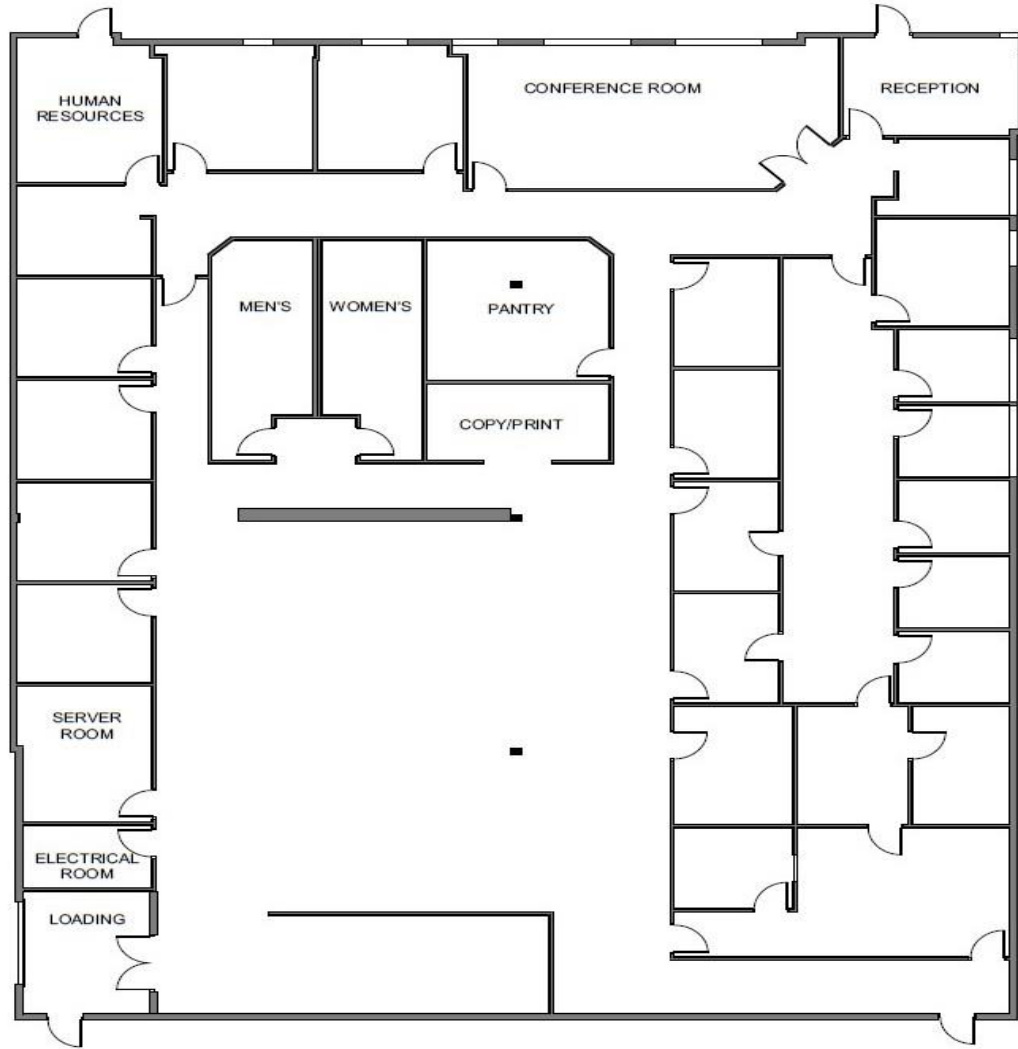 HUMAN
RESOURCES
CONFERENCE ROOM
RECEPTION
MEN'S
WOMEN'S
PANTRY
COPY/PRINT
SERVER
ROOM
ELECTRICAL
ROOM
LOADING